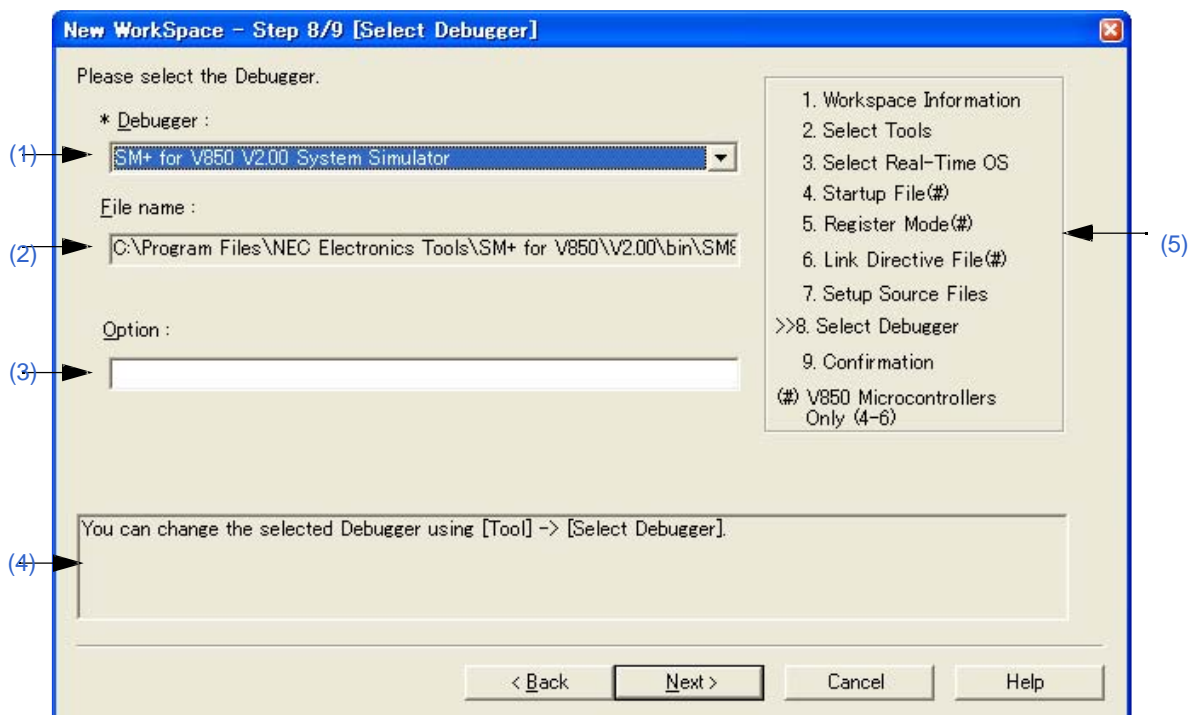 New WorkSpace - Step 8/9 [Select Debugger]
Please select the Debugger.
* Debugger :
(1)
SM+ for V850 V2.00 System Simulator
File name :
(2)
C:\Program Files\NEC Electronics Tools\SM+ for V850\V2.00\bin\SM8
Option :
(3)
1. Workspace Information
2. Select Tools
3. Select Real-Time OS
4. Startup File(#)
5. Register Mode(#)
6. Link Directive File(#)
7. Setup Source Files
>>8. Select Debugger
9. Confirmation
(#) V850 Microcontrollers
Only (4-6)
(5)
You can change the selected Debugger using [Tool] -> [Select Debugger].
(4)
< Back
Next >
Cancel
Help